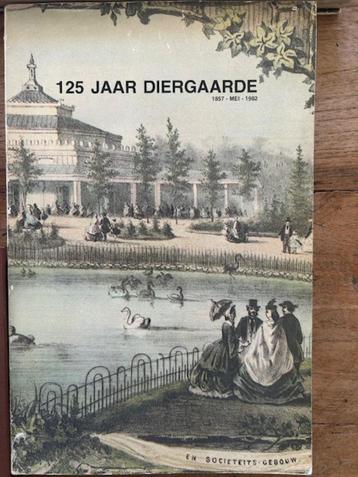 125 JAAR DIERGAARDE
1857 - MEI - 1982
EN SOCIETEITS-GEBOUW